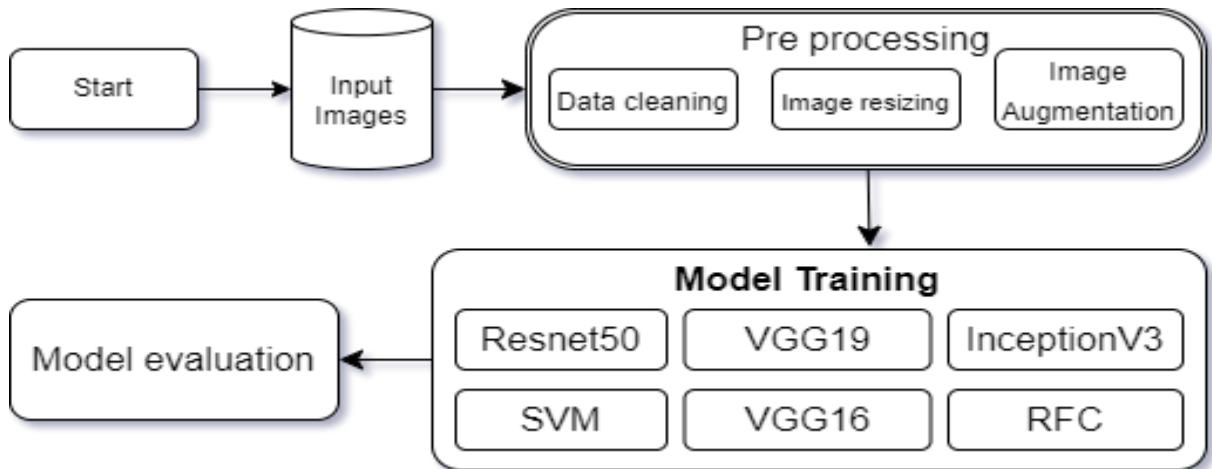 Start
Input
Images
Pre processing
Data cleaning
Image resizing
Image
Augmentation
Model Training
Resnet50
VGG19
InceptionV3
SVM
VGG16
RFC
Model evaluation